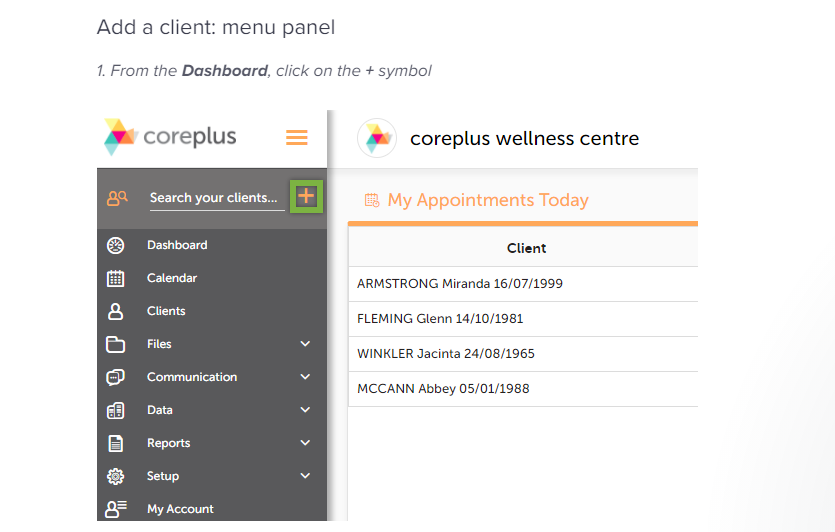 Add a client: menu panel
1. From the Dashboard, click on the + symbol
coreplus
coreplus wellness centre
Search your clients... +
My Appointments Today
Dashboard
Calendar
Clients
Files
Communication
Data
Reports
Setup
My Account
Client
ARMSTRONG Miranda 16/07/1999
FLEMING Glenn 14/10/1981
WINKLER Jacinta 24/08/1965
MCCANN Abbey 05/01/1988